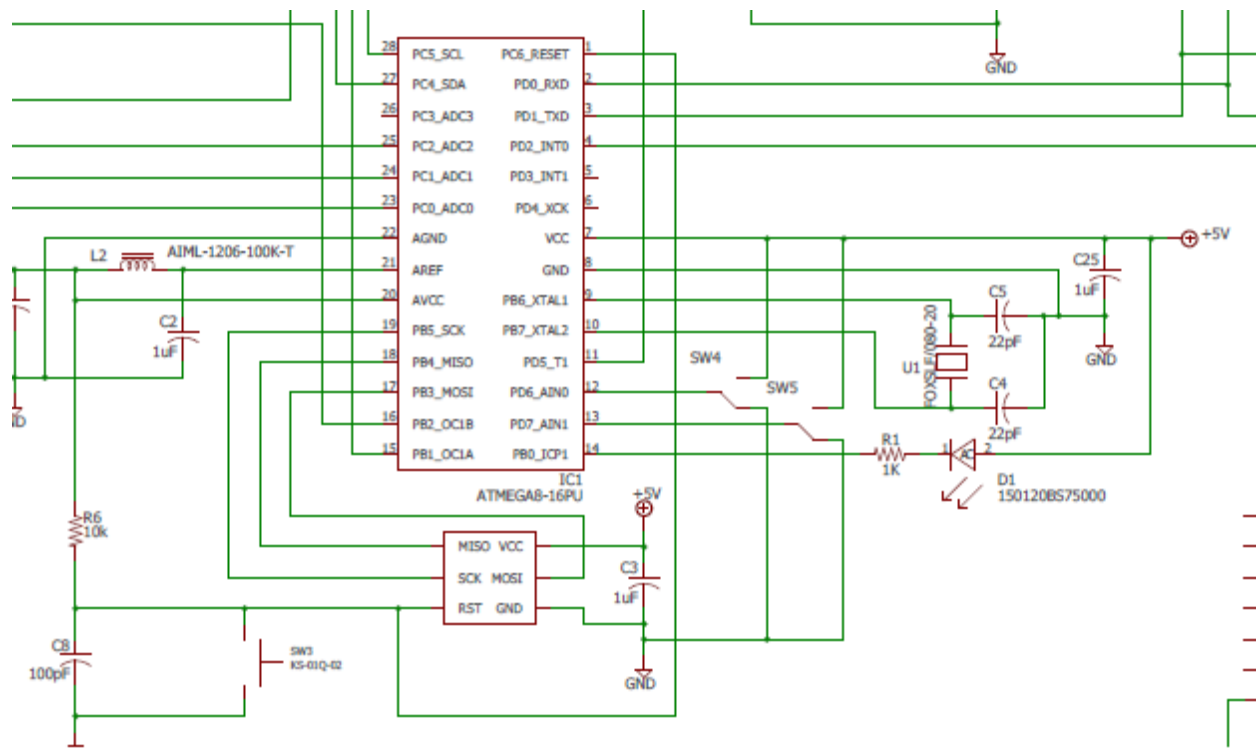 GND
28 PC5_SCL PC6_RESET 1
27 PC4_SDA PD0_RXD 2
26 PC3_ADC3 PD1_TXD 3
25 PC2_ADC2 PD2_INT0 4
24 PC1_ADC1 PD3_INT1 5
23 PC0_ADC0 PD4_XCK 6
22 AGND VCC 7
21 AREF GND 8
20 AVCC PB6_XTAL1 9
19 PB5_SCK PB7_XTAL2 10
18 PB4_MISO PD5_T1 11
17 PB3_MOSI PD6_AIN0 12
16 PB2_OC1B PD7_AIN1 13
15 PB1_OC1A PB0_ICP1 14
IC1
ATMEGA8-16PU
L2 AIML-1206-100K-T
C2
1uF
+5V
C25
1uF
GND
C5
22pF
U1
FOXSLF/080-20
C4
22pF
SW4
SW5
R1
1K
1 AC 2
D1
150120BS75000
+5V
MISO VCC
SCK MOSI
RST GND
C3
1uF
GND
R6
10k
C8
100pF
SW3
KS-01Q-02